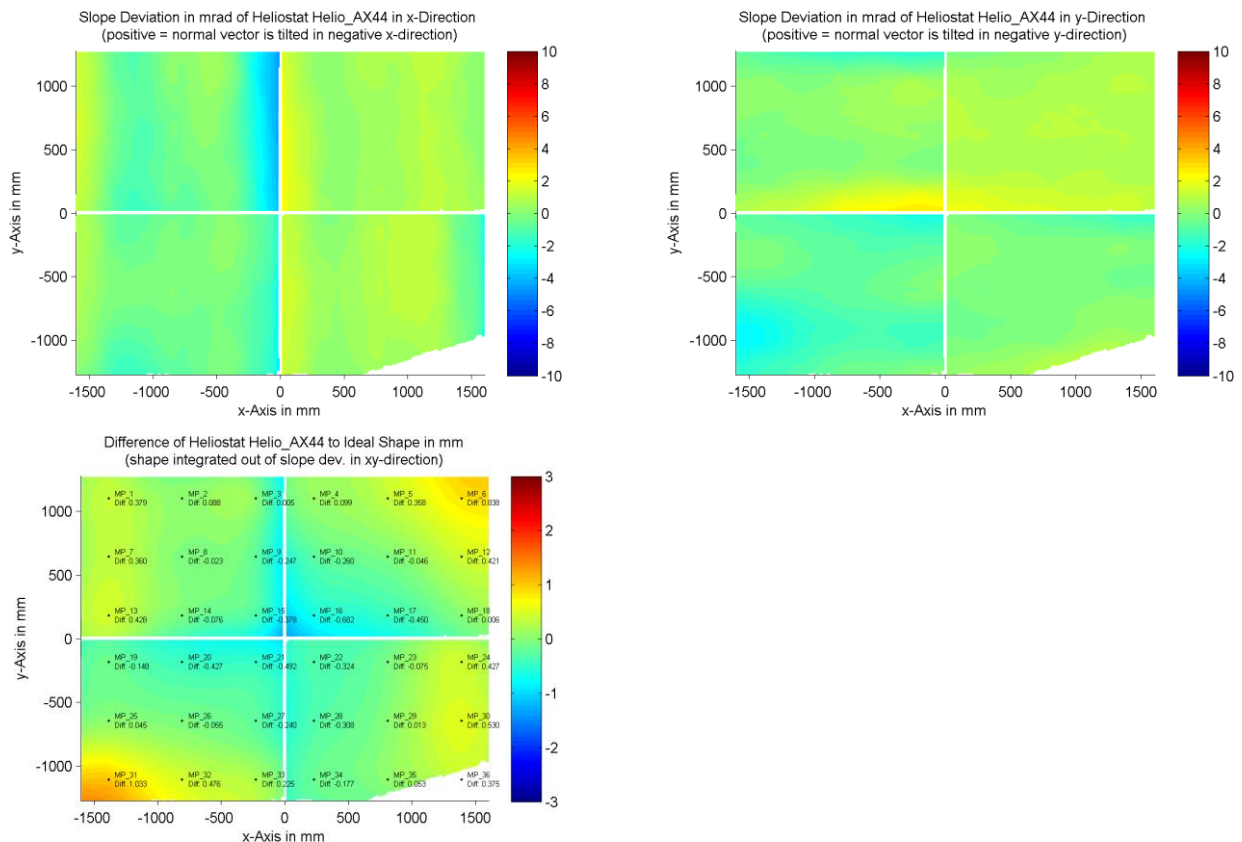 Slope Deviation in mrad of Heliostat Helio_AX44 in x-Direction
(positive = normal vector is tilted in negative x-direction)
1000
500
0
-500
-1000
y-Axis in mm
-1500 -1000 -500 0 500 1000 1500
x-Axis in mm
10
8
6
4
2
0
-2
-4
-6
-8
-10
Slope Deviation in mrad of Heliostat Helio_AX44 in y-Direction
(positive = normal vector is tilted in negative y-direction)
1000
500
0
-500
-1000
y-Axis in mm
-1500 -1000 -500 0 500 1000 1500
x-Axis in mm
10
8
6
4
2
0
-2
-4
-6
-8
-10
Difference of Heliostat Helio_AX44 to Ideal Shape in mm
(shape integrated out of slope dev. in xy-direction)
1000
500
0
-500
-1000
y-Axis in mm
MP_1 MP_2 MP_3 MP_4 MP_5 MP_6
Diff: 0.379 Diff: 0.088 Diff: 0.005 Diff: 0.099 Diff: 0.358 Diff: 0.838
MP_7 MP_8 MP_9 MP_10 MP_11 MP_12
Diff: 0.360 Diff: -0.023 Diff: -0.247 Diff: -0.260 Diff: -0.046 Diff: 0.421
MP_13 MP_14 MP_15 MP_16 MP_17 MP_18
Diff: 0.428 Diff: -0.076 Diff: -0.378 Diff: -0.682 Diff: -0.450 Diff: 0.006
MP_19 MP_20 MP_21 MP_22 MP_23 MP_24
Diff: -0.148 Diff: -0.427 Diff: -0.492 Diff: -0.324 Diff: -0.075 Diff: 0.427
MP_25 MP_26 MP_27 MP_28 MP_29 MP_30
Diff: 0.045 Diff: -0.055 Diff: -0.240 Diff: -0.308 Diff: 0.013 Diff: 0.530
MP_31 MP_32 MP_33 MP_34 MP_35 MP_36
Diff: 1.033 Diff: 0.476 Diff: 0.225 Diff: -0.177 Diff: 0.053 Diff: 0.375
-1500 -1000 -500 0 500 1000 1500
x-Axis in mm
3
2
1
0
-1
-2
-3